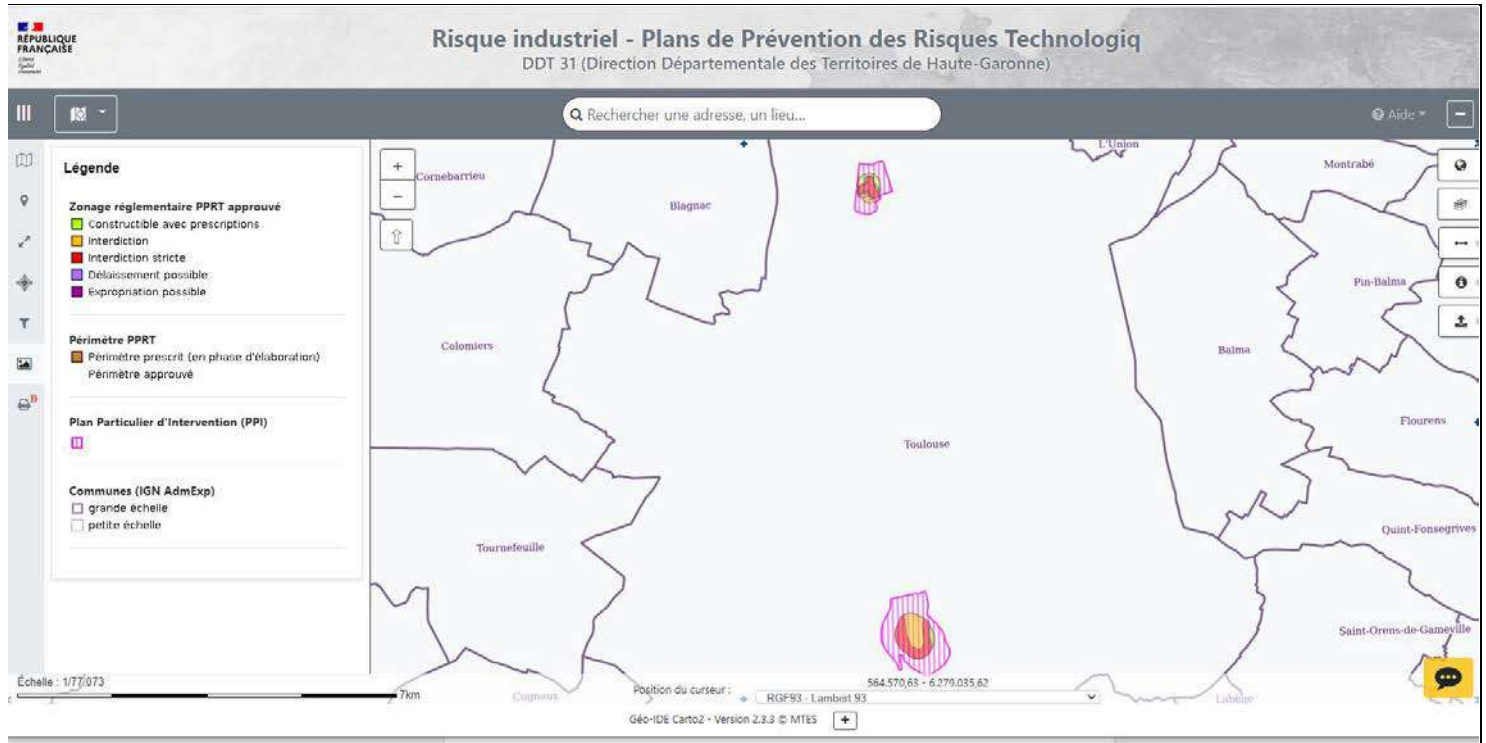 RÉPUBLIQUE
FRANÇAISE
Liberté
Égalité
Fraternité
Risque industriel - Plans de Prévention des Risques Technologiq
DDT 31 (Direction Départementale des Territoires de Haute-Garonne)
Rechercher une adresse, un lieu...
Aide
Légende
Zonage réglementaire PPRT approuvé
Constructible avec prescriptions
Interdiction
Interdiction stricte
Délaissement possible
Expropriation possible
Périmètre PPRT
Périmètre prescrit (en phase d'élaboration)
Périmètre approuvé
Plan Particulier d'Intervention (PPI)
Communes (IGN AdmExp)
grande échelle
petite échelle
+
−
Cornebarrieu
Blagnac
L'Union
Montrabé
Pin-Balma
Colomiers
Balma
Flourens
Toulouse
Quint-Fonsegrives
Tournefeuille
Saint-Orens-de-Gameville
Cugnaux
Labège
Échelle : 1/77 073
7km
Position du curseur :
564.570,63 - 6.279.035,62
RGF93 - Lambert 93
Géo-IDE Carto2 - Version 2.3.3 © MTES
+